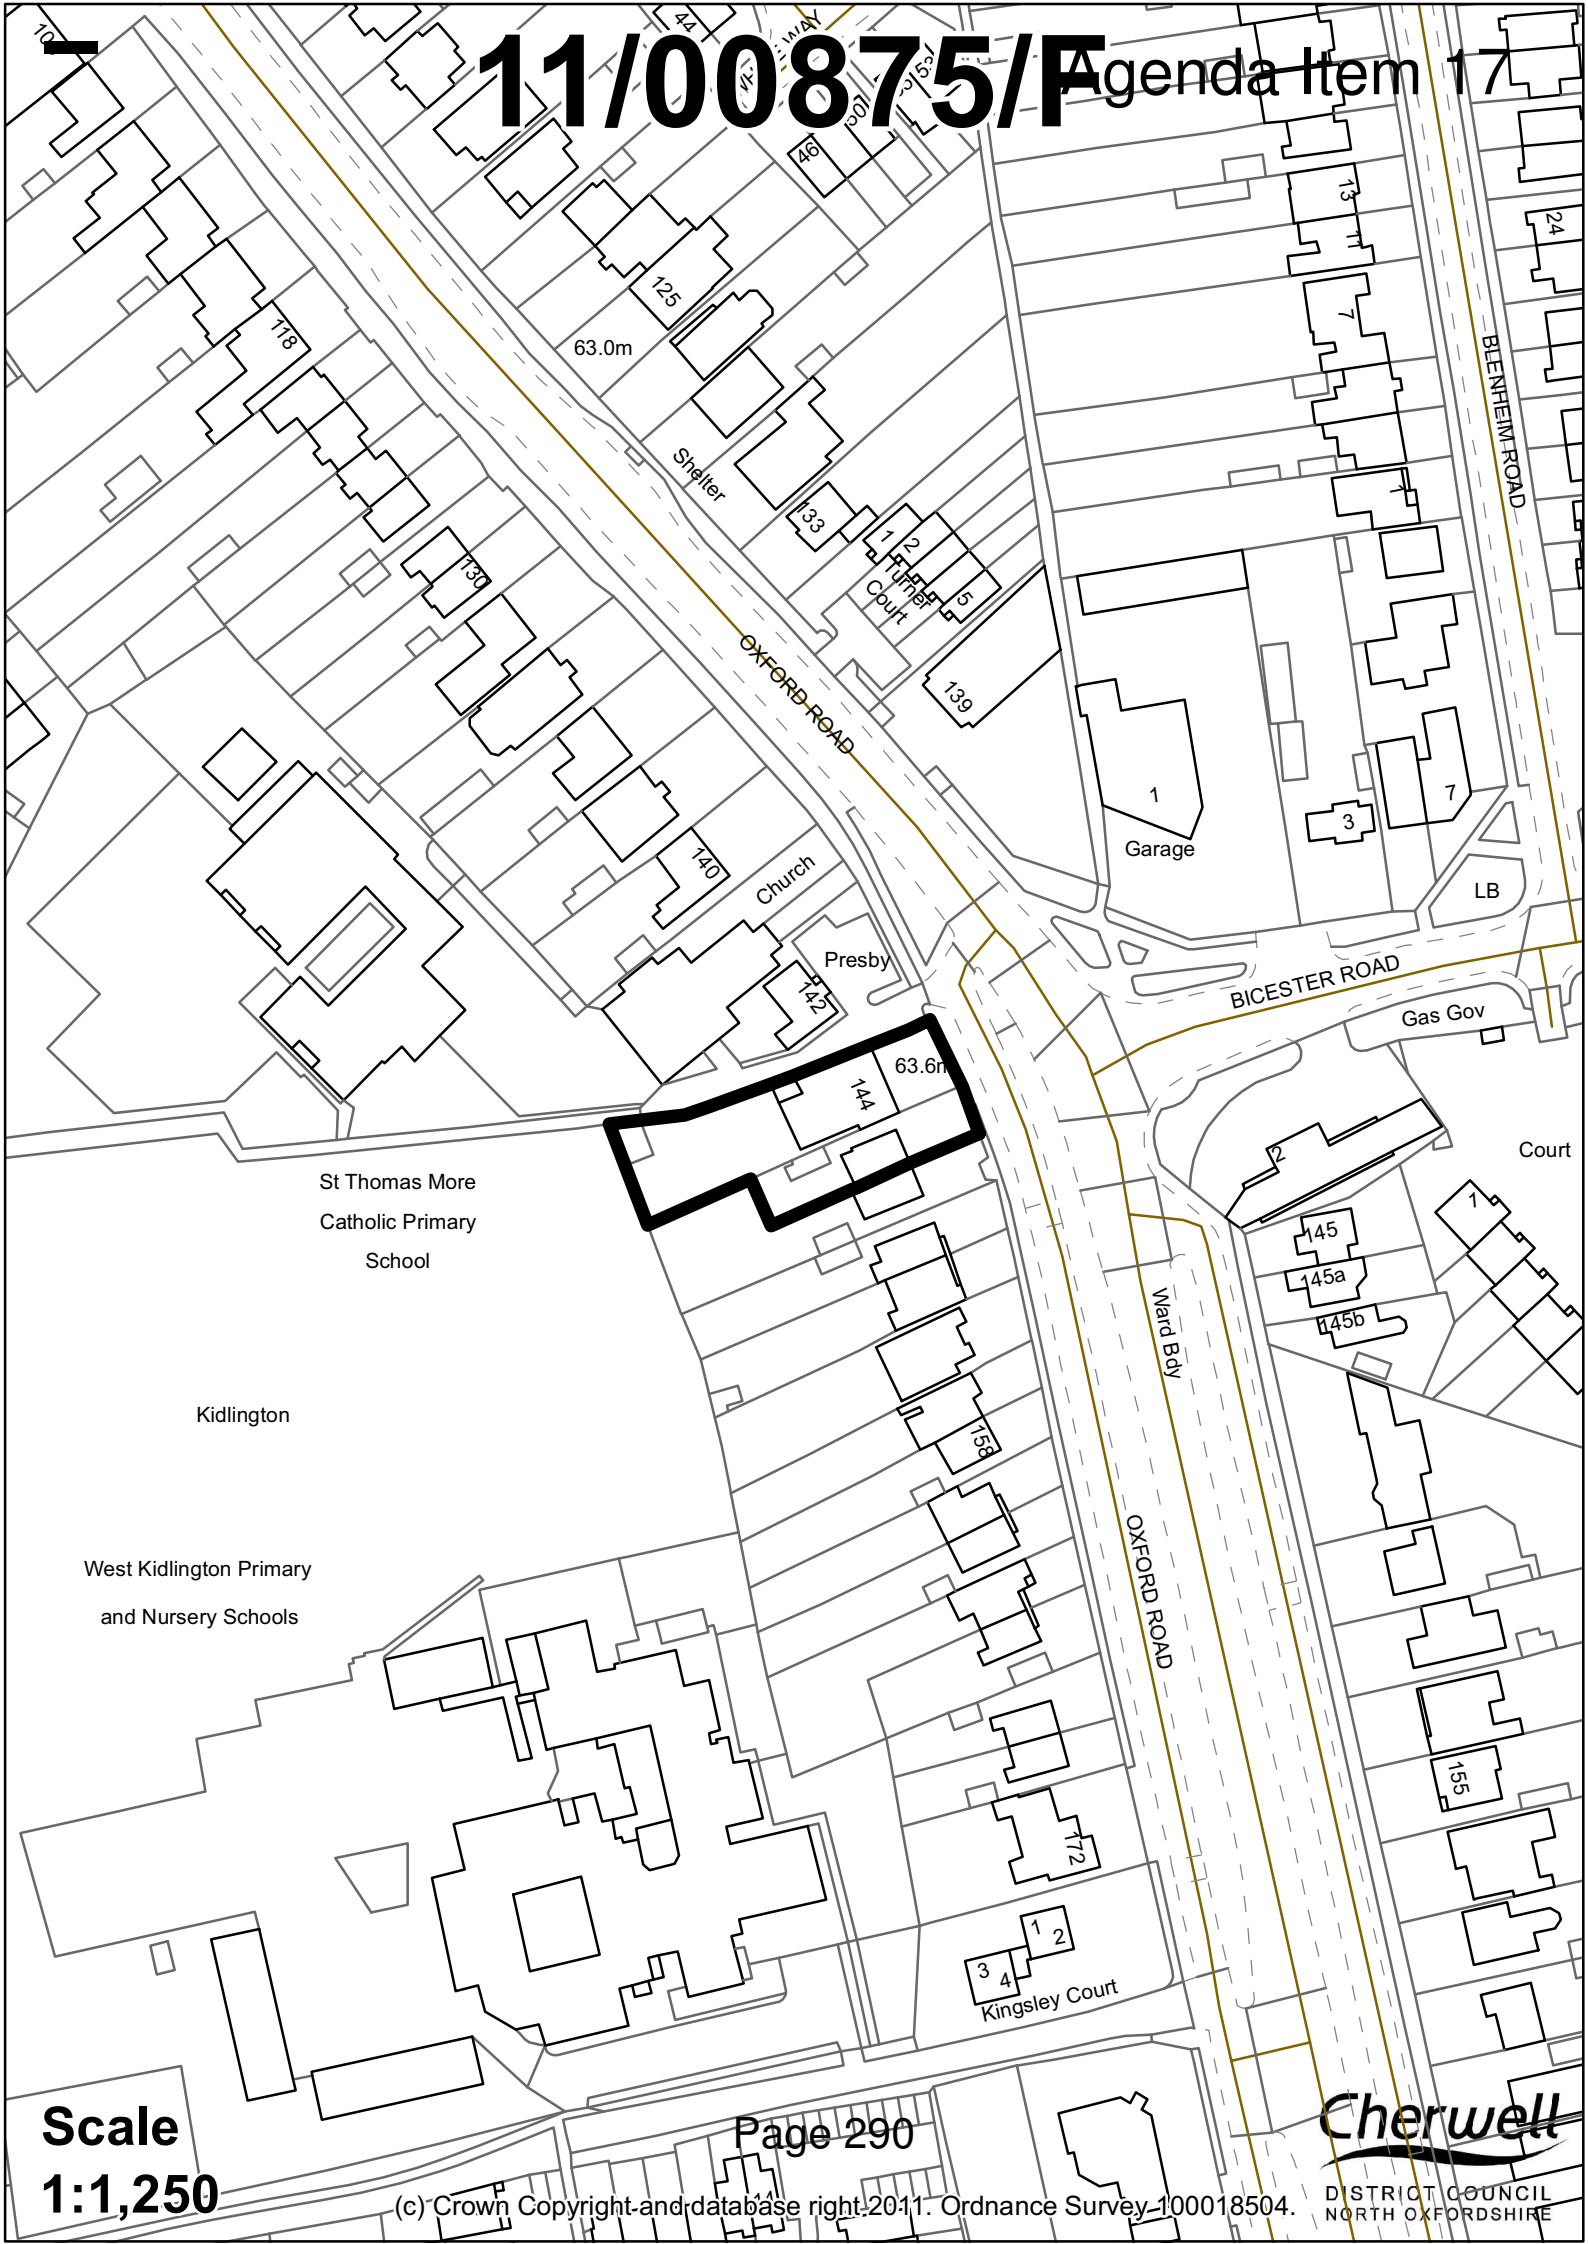 11/00875/F
Agenda Item 17
44
46
50
13
11
24
125
7
118
63.0m
BLENHEIM ROAD
Shelter
133
1
2
5
Turner
Court
1
130
OXFORD ROAD
139
1
7
3
Garage
140
Church
LB
Presby
142
BICESTER ROAD
Gas Gov
63.6m
144
2
Court
St Thomas More
Catholic Primary
School
1
145
145a
145b
Ward Bdy
Kidlington
158
OXFORD ROAD
West Kidlington Primary
and Nursery Schools
155
172
1
2
3
4
Kingsley Court
Scale
1:1,250
Page 290
Cherwell
DISTRICT COUNCIL
NORTH OXFORDSHIRE
(c) Crown Copyright and database right 2011. Ordnance Survey 100018504.